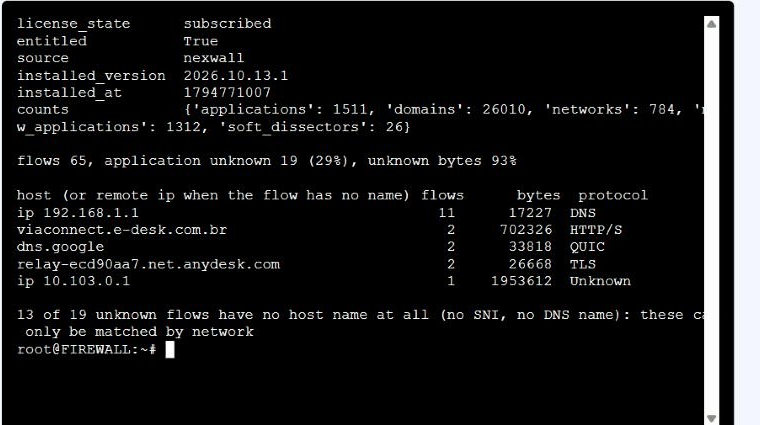 license_state      subscribed
entitled           True
source             nexwall
installed_version  2026.10.13.1
installed_at       1794771007
counts             {'applications': 1511, 'domains': 26010, 'networks': 784, '
w_applications': 1312, 'soft_dissectors': 26}
flows 65, application unknown 19 (29%), unknown bytes 93%
host (or remote ip when the flow has no name) flows      bytes  protocol
ip 192.168.1.1                                   11      17227  DNS
viaconnect.e-desk.com.br                          2     702326  HTTP/S
dns.google                                        2      33818  QUIC
relay-ecd90aa7.net.anydesk.com                    2      26668  TLS
ip 10.103.0.1                                     1    1953612  Unknown
13 of 19 unknown flows have no host name at all (no SNI, no DNS name): these
 only be matched by network
root@FIREWALL:~#